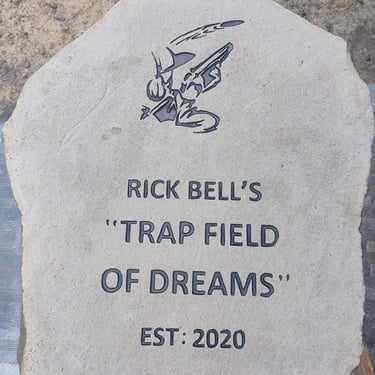 RICK BELL'S
"TRAP FIELD
OF DREAMS"
EST: 2020